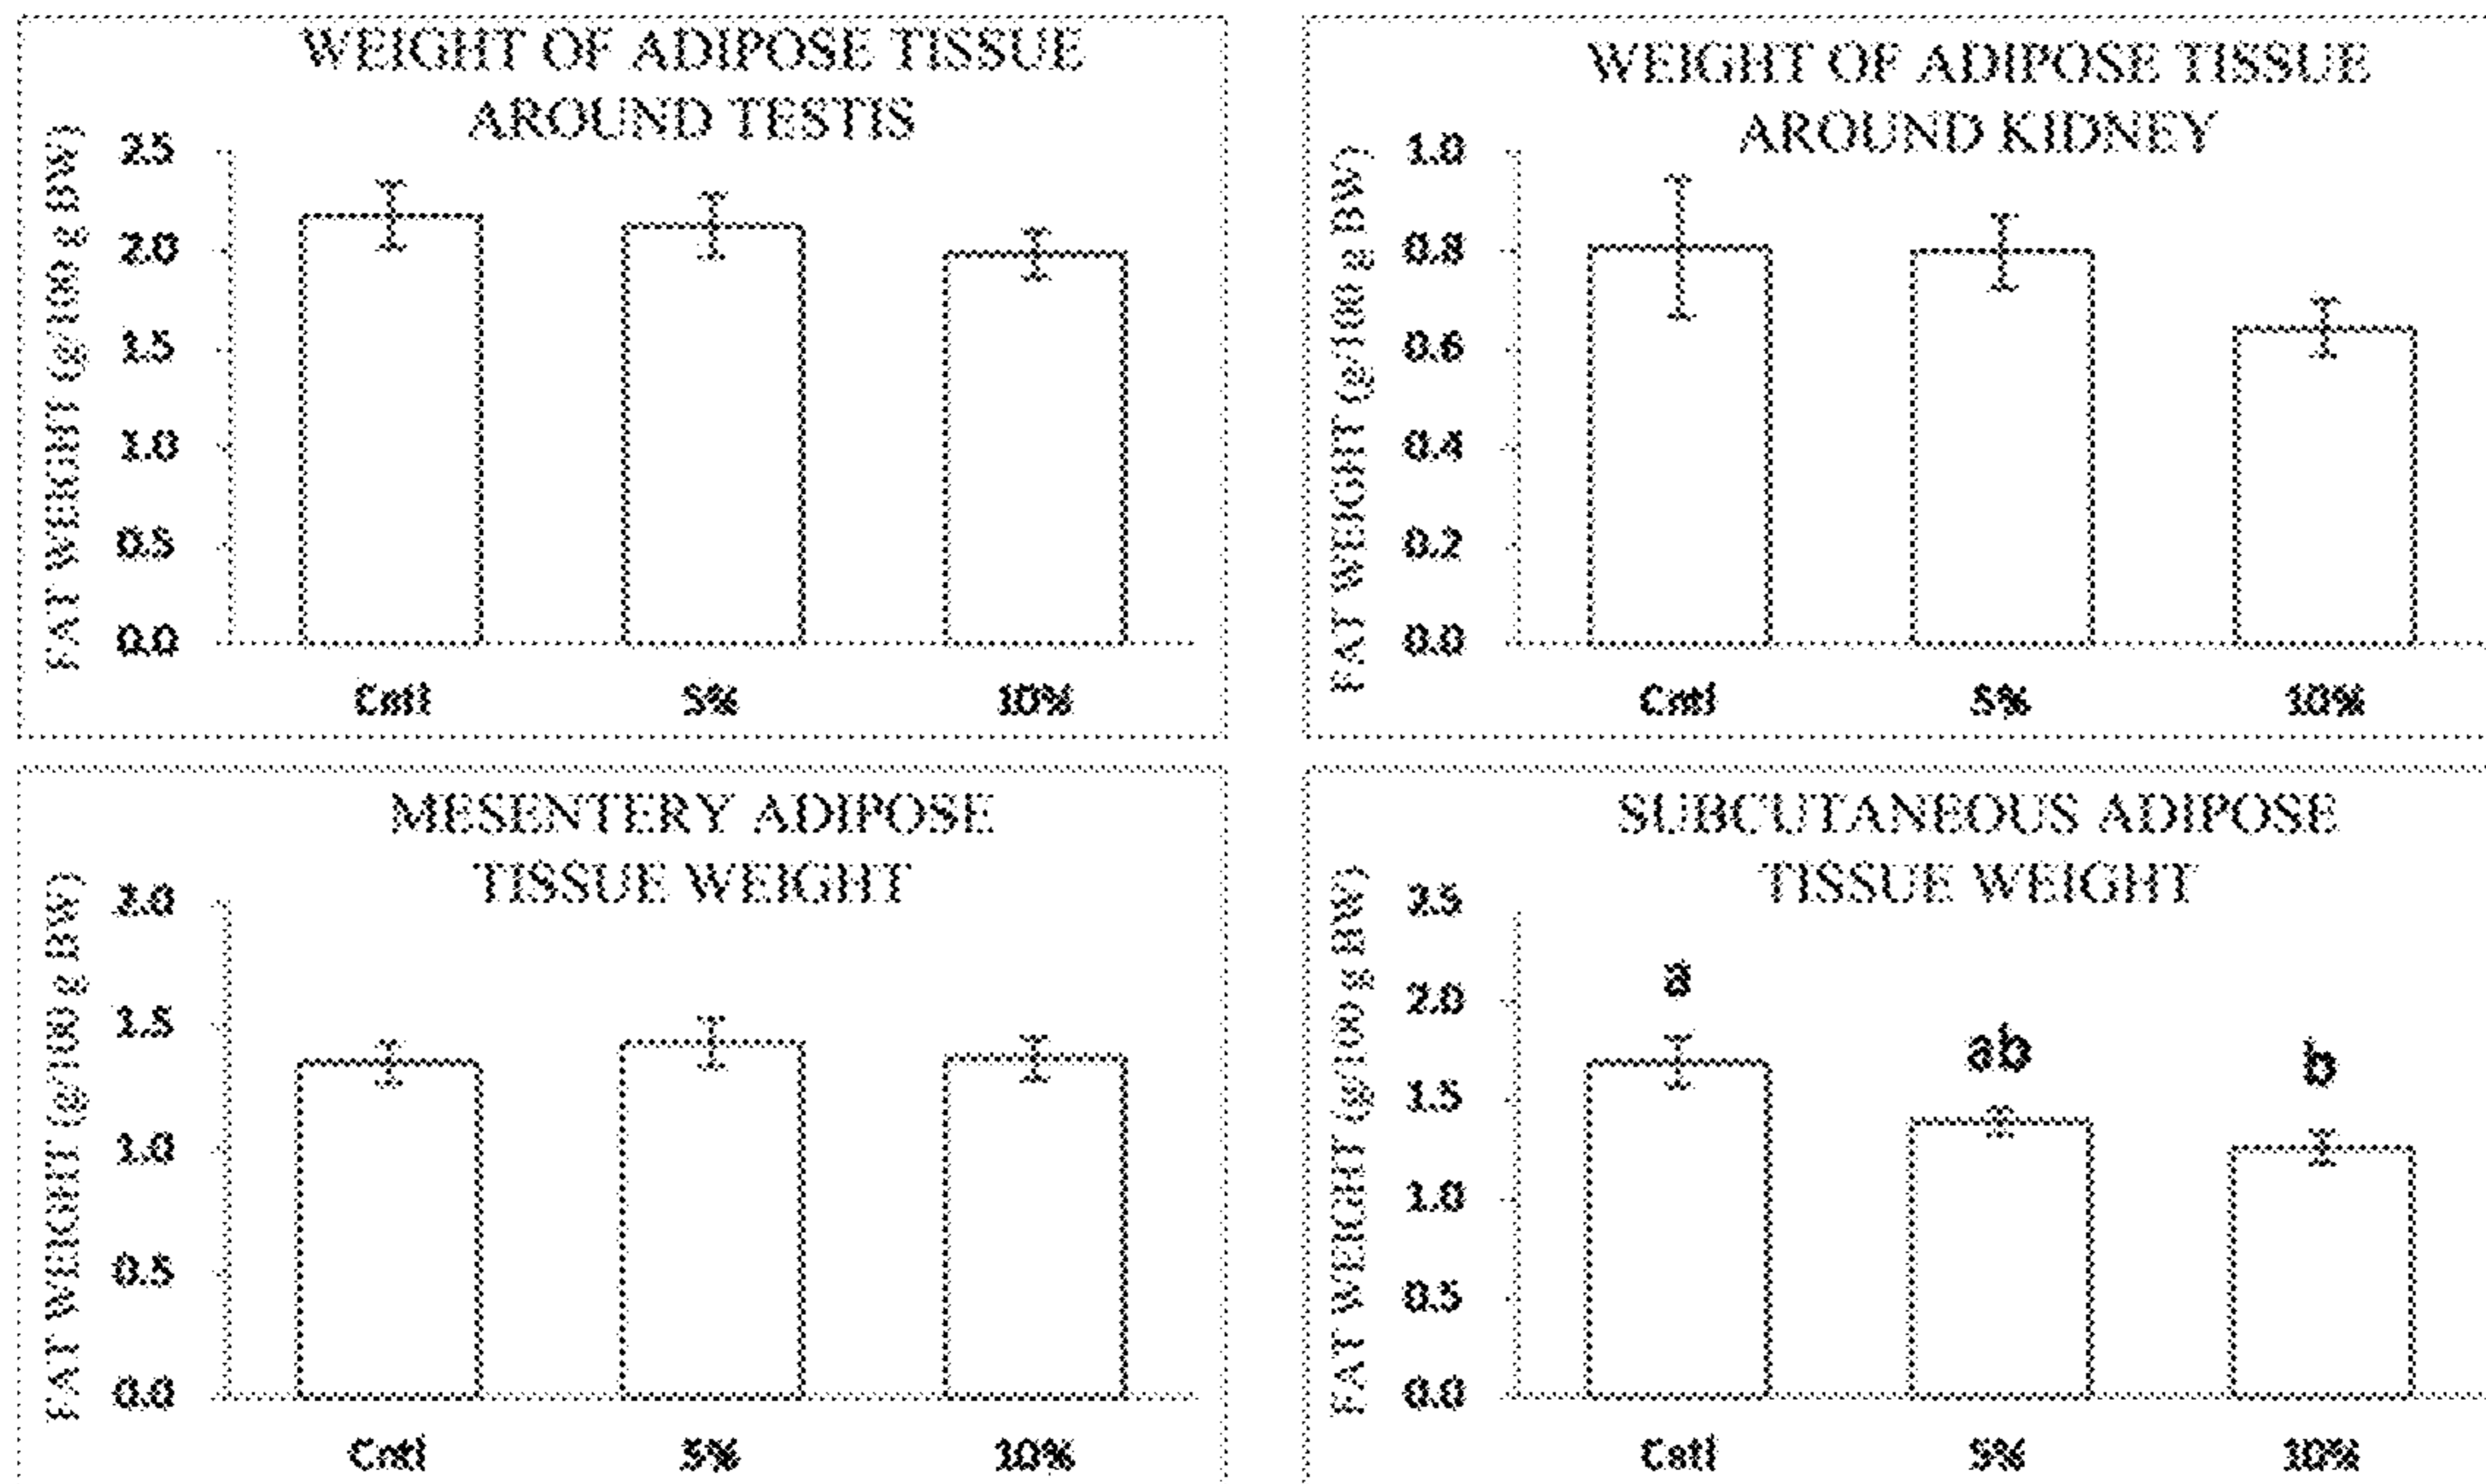 WEIGHT OF ADIPOSE TISSUE
AROUND TESTIS
FAT WEIGHT (g/100 g BW)
2.5
2.0
1.5
1.0
0.5
0.0
Cntl 5% 10%
WEIGHT OF ADIPOSE TISSUE
AROUND KIDNEY
FAT WEIGHT (g/100 g BW)
1.0
0.8
0.6
0.4
0.2
0.0
Cntl 5% 10%
MESENTERY ADIPOSE
TISSUE WEIGHT
FAT WEIGHT (g/100 g BW)
2.0
1.5
1.0
0.5
0.0
Cntl 5% 10%
SUBCUTANEOUS ADIPOSE
TISSUE WEIGHT
FAT WEIGHT (g/100 g BW)
2.5
2.0
1.5
1.0
0.5
0.0
a
ab
b
Cntl 5% 10%